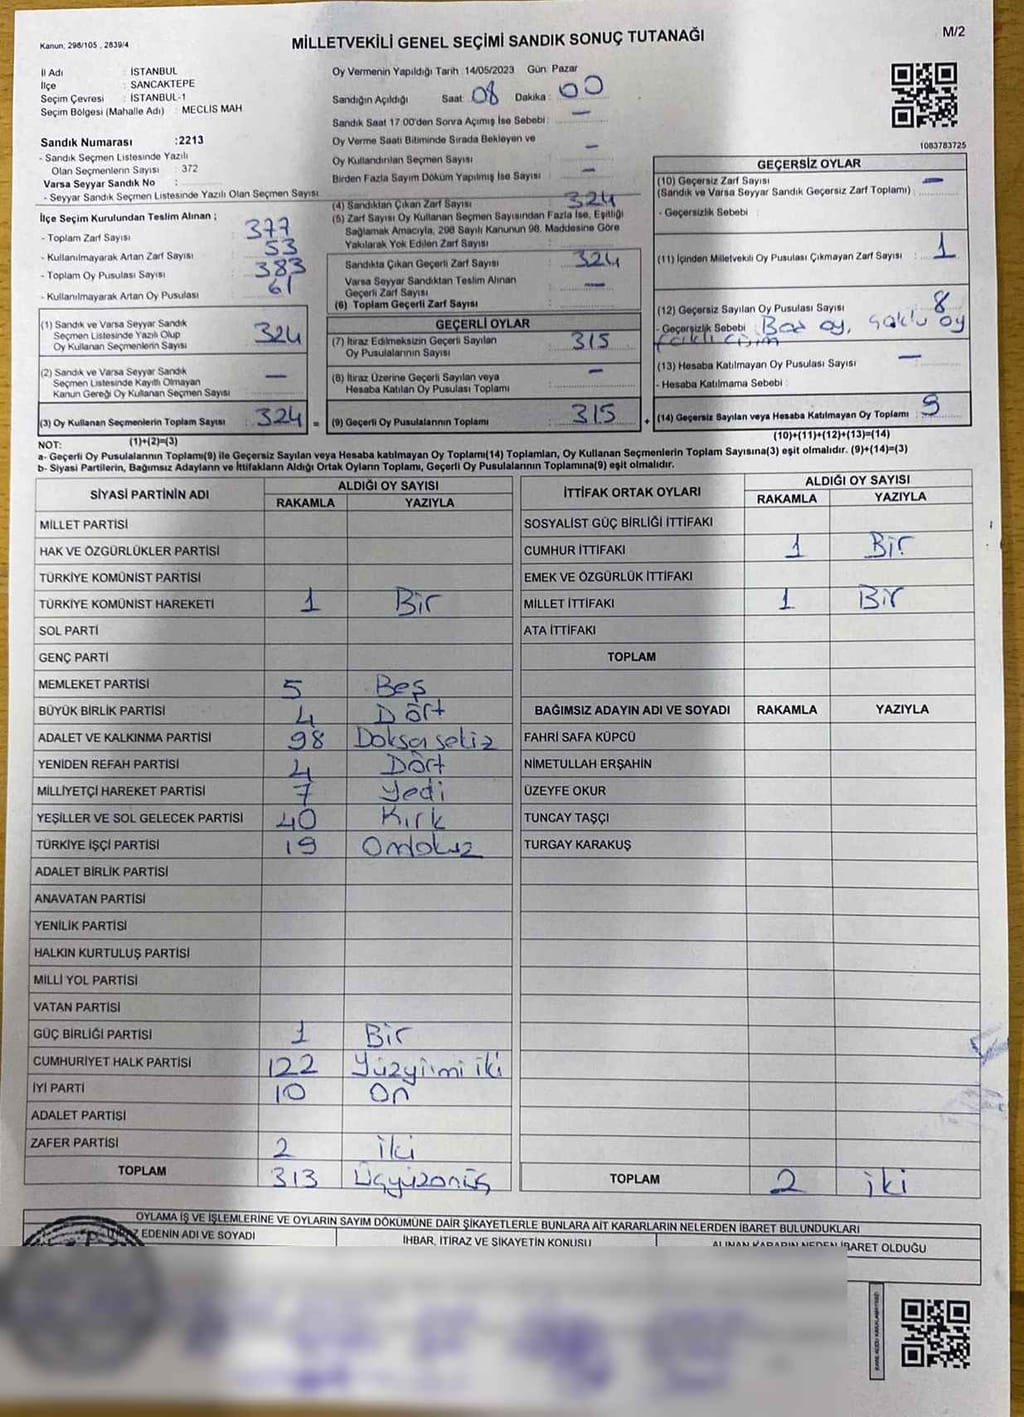 Kanun, 298/105 , 2839/4
MİLLETVEKİLİ GENEL SEÇİMİ SANDIK SONUÇ TUTANAĞI
M/2
İl Adı : İSTANBUL
İlçe : SANCAKTEPE
Seçim Çevresi : İSTANBUL-1
Seçim Bölgesi (Mahalle Adı) : MECLİS MAH
Sandık Numarası :2213
- Sandık Seçmen Listesinde Yazılı
Olan Seçmenlerin Sayısı : 372
Varsa Seyyar Sandık No :
- Seyyar Sandık Seçmen Listesinde Yazılı Olan Seçmen Sayısı
İlçe Seçim Kurulundan Teslim Alınan ;
- Toplam Zarf Sayısı : 377
- Kullanılmayarak Artan Zarf Sayısı : 53
- Toplam Oy Pusulası Sayısı : 383
- Kullanılmayarak Artan Oy Pusulası : 61
(1) Sandık ve Varsa Seyyar Sandık
Seçmen Listesinde Yazılı Olup
Oy Kullanan Seçmenlerin Sayısı : 324
(2) Sandık ve Varsa Seyyar Sandık
Seçmen Listesinde Kayıtlı Olmayan
Kanun Gereği Oy Kullanan Seçmen Sayısı : —
(3) Oy Kullanan Seçmenlerin Toplam Sayısı : 324 =
(1)+(2)=(3)
Oy Vermenin Yapıldığı Tarih :14/05/2023 Gün: Pazar
Sandığın Açıldığı Saat : 08 Dakika : 00
Sandık Saat 17:00'den Sonra Açımış İse Sebebi : —
Oy Verme Saati Bitiminde Sırada Bekleyen ve
Oy Kullandırılan Seçmen Sayısı : —
Birden Fazla Sayım Döküm Yapılmış İse Sayısı : —
(4) Sandıktan Çıkan Zarf Sayısı : 324
(5) Zarf Sayısı Oy Kullanan Seçmen Sayısından Fazla İse, Eşitliği
Sağlamak Amacıyla, 298 Sayılı Kanunun 98. Maddesine Göre
Yakılarak Yok Edilen Zarf Sayısı :
Sandıkta Çıkan Geçerli Zarf Sayısı : 324
Varsa Seyyar Sandıktan Teslim Alınan
Geçerli Zarf Sayısı : —
(6) Toplam Geçerli Zarf Sayısı :
GEÇERLİ OYLAR
(7) İtiraz Edilmeksizin Geçerli Sayılan
Oy Pusulalarının Sayısı : 315
(8) İtiraz Üzerine Geçerli Sayılan veya
Hesaba Katılan Oy Pusulası Toplamı : —
(9) Geçerli Oy Pusulalarının Toplamı : 315 +
1083783725
GEÇERSİZ OYLAR
(10) Geçersiz Zarf Sayısı
(Sandık ve Varsa Seyyar Sandık Geçersiz Zarf Toplamı) : —
- Geçersizlik Sebebi :
(11) İçinden Milletvekili Oy Pusulası Çıkmayan Zarf Sayısı : 1
(12) Geçersiz Sayılan Oy Pusulası Sayısı : 8
- Geçersizlik Sebebi : Boş oy,
(13) Hesaba Katılmayan Oy Pusulası Sayısı : —
- Hesaba Katılmama Sebebi :
(14) Geçersiz Sayılan veya Hesaba Katılmayan Oy Toplamı : 9
(10)+(11)+(12)+(13)=(14)
NOT:
a- Geçerli Oy Pusulalarının Toplamı(9) ile Geçersiz Sayılan veya Hesaba katılmayan Oy Toplamı(14) Toplamları, Oy Kullanan Seçmenlerin Toplam Sayısına(3) eşit olmalıdır. (9)+(14)=(3)
b- Siyasi Partilerin, Bağımsız Adayların ve İttifakların Aldığı Ortak Oyların Toplamı, Geçerli Oy Pusulalarının Toplamına(9) eşit olmalıdır.
SİYASİ PARTİNİN ADI ALDIĞI OY SAYISI
RAKAMLA YAZIYLA
MİLLET PARTİSİ
HAK VE ÖZGÜRLÜKLER PARTİSİ
TÜRKİYE KOMÜNİST PARTİSİ
TÜRKİYE KOMÜNİST HAREKETİ 1 Bir
SOL PARTİ
GENÇ PARTİ
MEMLEKET PARTİSİ 5 Beş
BÜYÜK BİRLİK PARTİSİ 4 Dört
ADALET VE KALKINMA PARTİSİ 98 Doksasekiz
YENİDEN REFAH PARTİSİ 4 Dört
MİLLİYETÇİ HAREKET PARTİSİ 7 Yedi
YEŞİLLER VE SOL GELECEK PARTİSİ 40 Kırk
TÜRKİYE İŞÇİ PARTİSİ 19 Ondokuz
ADALET BİRLİK PARTİSİ
ANAVATAN PARTİSİ
YENİLİK PARTİSİ
HALKIN KURTULUŞ PARTİSİ
MİLLİ YOL PARTİSİ
VATAN PARTİSİ
GÜÇ BİRLİĞİ PARTİSİ 1 Bir
CUMHURİYET HALK PARTİSİ 122 Yüzyirmi iki
İYİ PARTİ 10 On
ADALET PARTİSİ
ZAFER PARTİSİ 2 iki
TOPLAM 313 Üçyüzonüç
İTTİFAK ORTAK OYLARI ALDIĞI OY SAYISI
RAKAMLA YAZIYLA
SOSYALİST GÜÇ BİRLİĞİ İTTİFAKI
CUMHUR İTTİFAKI 1 Bir
EMEK VE ÖZGÜRLÜK İTTİFAKI
MİLLET İTTİFAKI 1 Bir
ATA İTTİFAKI
TOPLAM
BAĞIMSIZ ADAYIN ADI VE SOYADI RAKAMLA YAZIYLA
FAHRİ SAFA KÜPCÜ
NİMETULLAH ERŞAHİN
ÜZEYFE OKUR
TUNCAY TAŞÇI
TURGAY KARAKUŞ
TOPLAM 2 iki
OYLAMA İŞ VE İŞLEMLERİNE VE OYLARIN SAYIM DÖKÜMÜNE DAİR ŞİKAYETLERLE BUNLARA AİT KARARLARIN NELERDEN İBARET BULUNDUKLARI
EDENİN ADI VE SOYADI
İHBAR, İTİRAZ VE ŞİKAYETİN KONUSU
ALINAN KARARIN NEDEN İBARET OLDUĞU